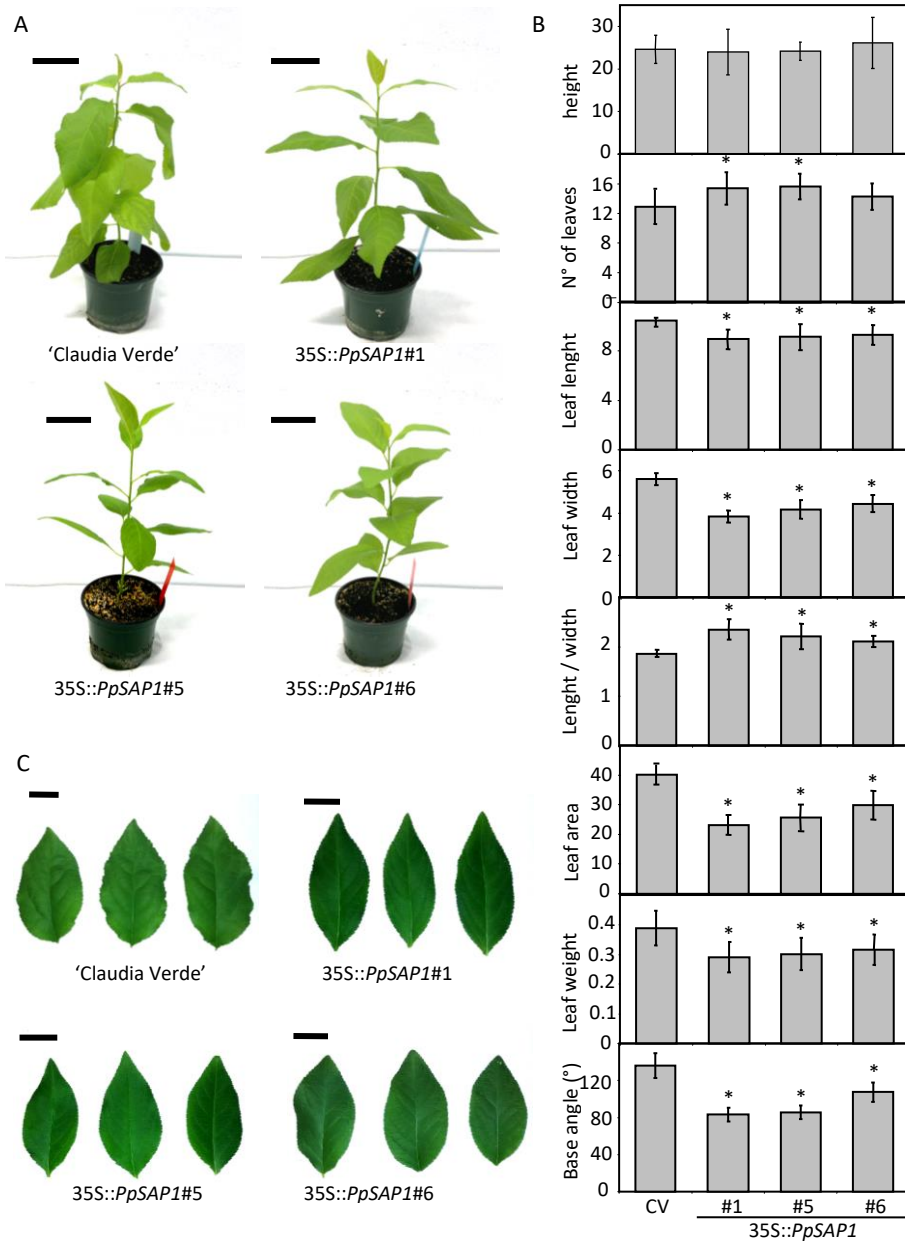 A
'Claudia Verde'
35S::PpSAP1#1
35S::PpSAP1#5
35S::PpSAP1#6
B
height
30
20
10
0
N° of leaves
16
12
8
4
0
* *
Leaf lenght
8
4
0
* * *
Leaf width
6
4
2
0
* * *
Lenght / width
2
1
0
* * *
Leaf area
40
30
20
10
0
* * *
Leaf weight
0.4
0.3
0.2
0.1
0
* * *
Base angle (°)
120
80
40
0
* * *
CV #1 #5 #6
35S::PpSAP1
C
'Claudia Verde'
35S::PpSAP1#1
35S::PpSAP1#5
35S::PpSAP1#6